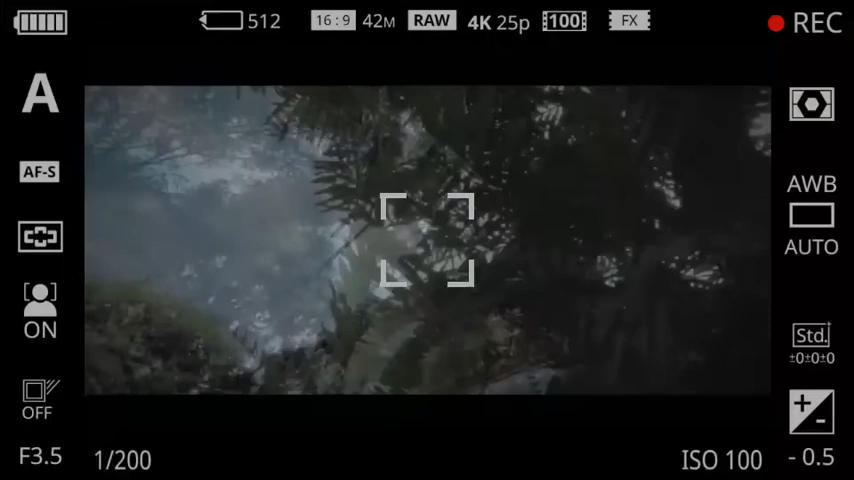 512 16:9 42M RAW 4K 25p 100 FX REC
A
AF-S
AWB
AUTO
ON
Std.
±0±0±0
OFF
F3.5 1/200 ISO 100 - 0.5